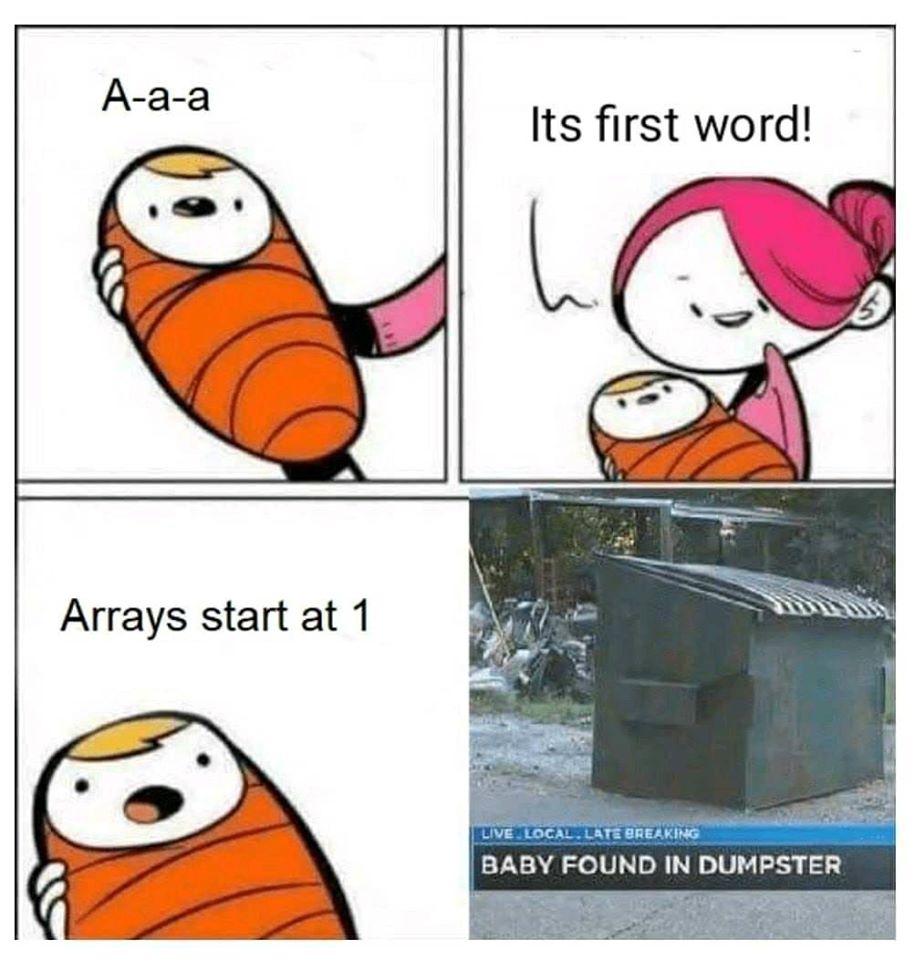 A-a-a
Its first word!
Arrays start at 1
LIVE . LOCAL . LATE BREAKING
BABY FOUND IN DUMPSTER